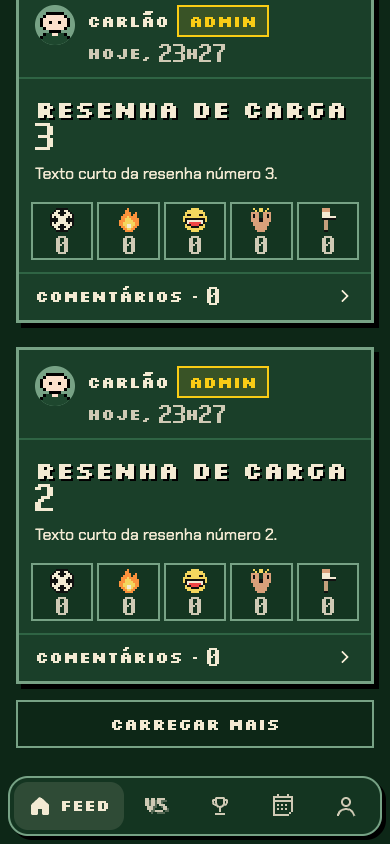 CARLÃO ADMIN
HOJE, 23H27
RESENHA DE CARGA
3
Texto curto da resenha número 3.
0 0 0 0 0
COMENTÁRIOS · 0
CARLÃO ADMIN
HOJE, 23H27
RESENHA DE CARGA
2
Texto curto da resenha número 2.
0 0 0 0 0
COMENTÁRIOS · 0
CARREGAR MAIS
FEED VS